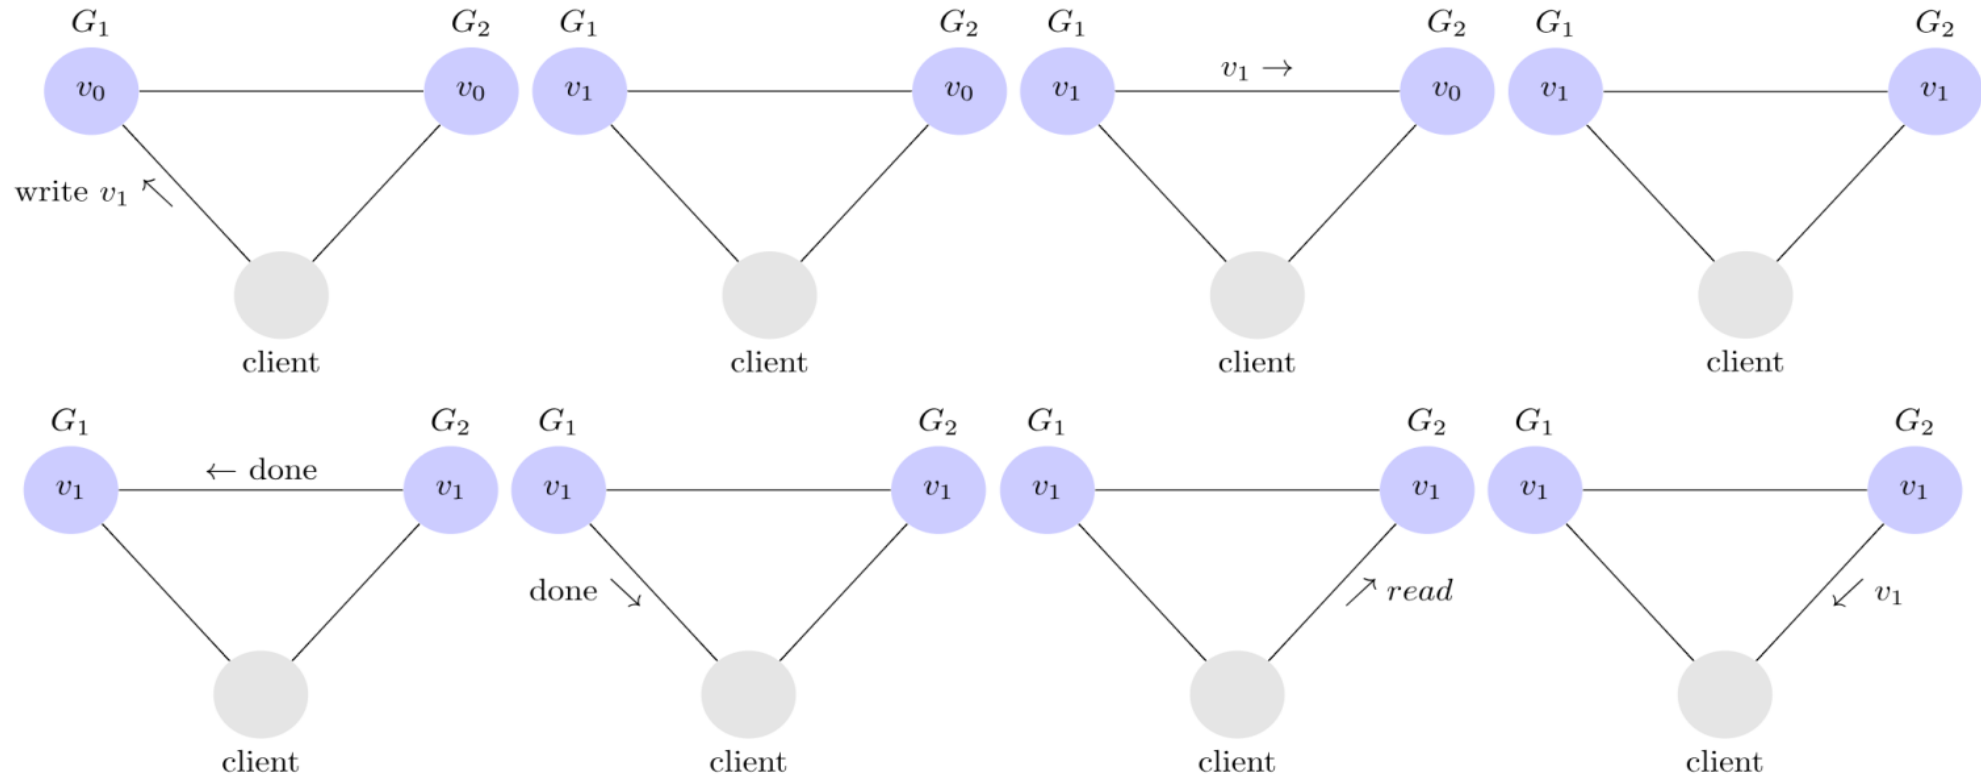 G₁ G₂ G₁ G₂ G₁ G₂ G₁ G₂
v₀ v₀ v₁ v₀ v₁ v₁ → v₀ v₁ v₁
write v₁ ↖
client client client client
G₁ G₂ G₁ G₂ G₁ G₂ G₁ G₂
v₁ ← done v₁ v₁ v₁ v₁ v₁ v₁ v₁
done ↘ ↗ read ↙ v₁
client client client client